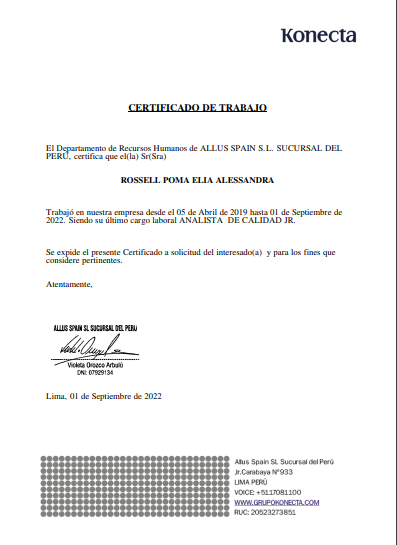 Konecta
CERTIFICADO DE TRABAJO
El Departamento de Recursos Humanos de ALLUS SPAIN S.L. SUCURSAL DEL
PERÚ, certifica que el(la) Sr(Sra)
ROSSELL POMA ELIA ALESSANDRA
Trabajó en nuestra empresa desde el 05 de Abril de 2019 hasta 01 de Septiembre de
2022. Siendo su último cargo laboral ANALISTA DE CALIDAD JR.
Se expide el presente Certificado a solicitud del interesado(a) y para los fines que
considere pertinentes.
Atentamente,
ALLUS SPAIN SL SUCURSAL DEL PERU
Violeta Orozco Arbulú
DNI: 07929134
Lima, 01 de Septiembre de 2022
Allus Spain SL Sucursal del Perú
Jr.Carabaya N°933
LIMA PERÚ
VOICE: +5117081100
WWW.GRUPOKONECTA.COM
RUC: 20523273851